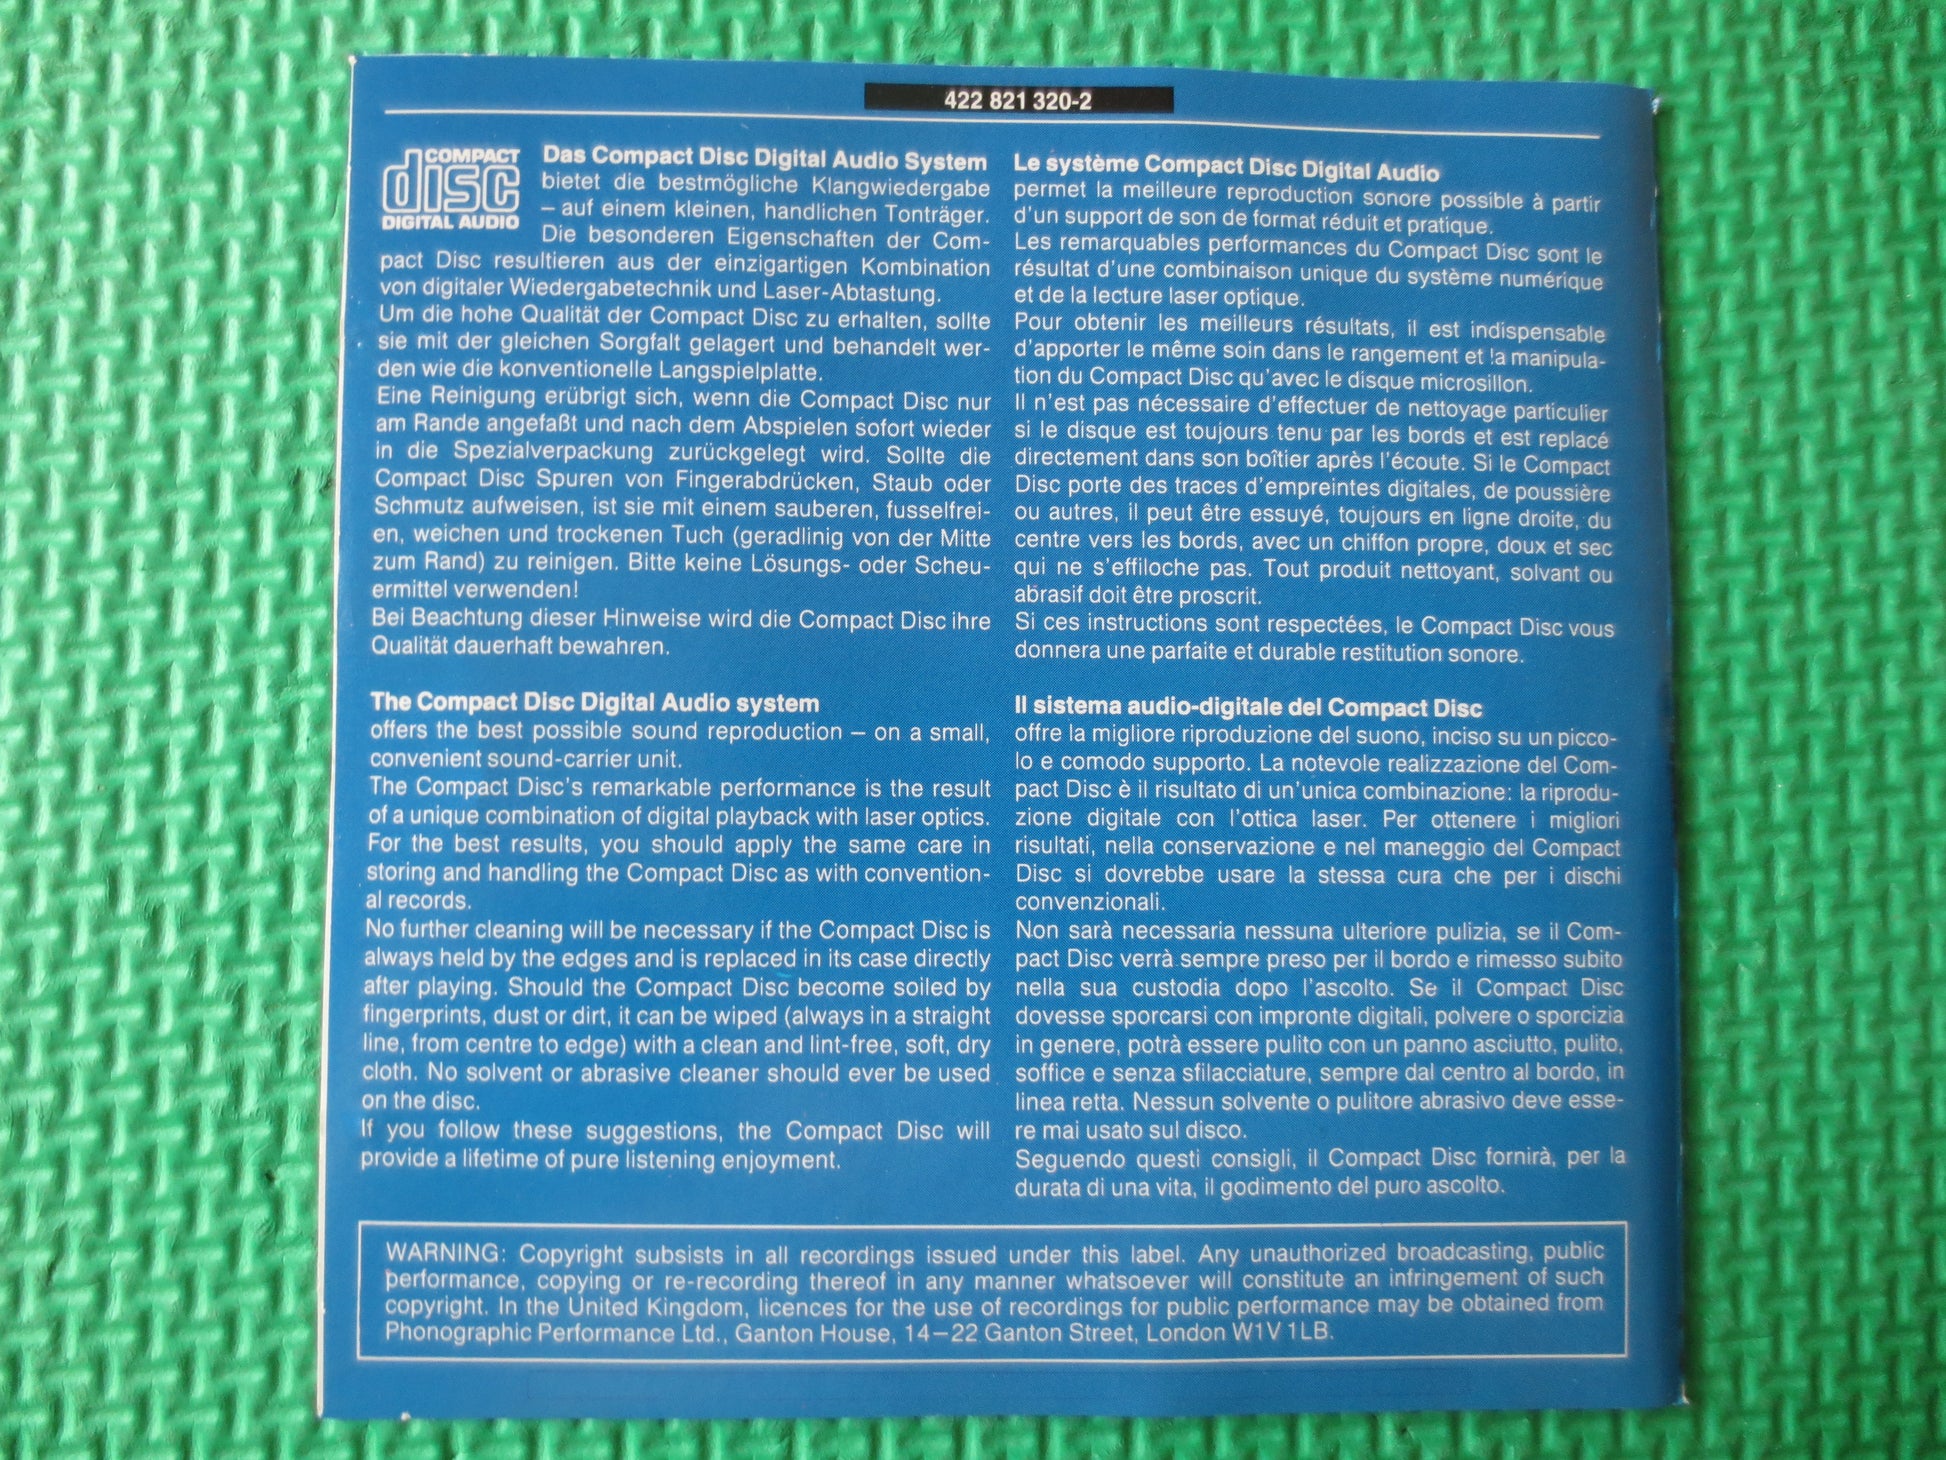 422 821 320-2
COMPACT
disc
DIGITAL AUDIO
Das Compact Disc Digital Audio System
bietet die bestmögliche Klangwiedergabe
– auf einem kleinen, handlichen Tonträger.
Die besonderen Eigenschaften der Com-
pact Disc resultieren aus der einzigartigen Kombination
von digitaler Wiedergabetechnik und Laser-Abtastung.
Um die hohe Qualität der Compact Disc zu erhalten, sollte
sie mit der gleichen Sorgfalt gelagert und behandelt wer-
den wie die konventionelle Langspielplatte.
Eine Reinigung erübrigt sich, wenn die Compact Disc nur
am Rande angefaßt und nach dem Abspielen sofort wieder
in die Spezialverpackung zurückgelegt wird. Sollte die
Compact Disc Spuren von Fingerabdrücken, Staub oder
Schmutz aufweisen, ist sie mit einem sauberen, fusselfrei-
en, weichen und trockenen Tuch (geradlinig von der Mitte
zum Rand) zu reinigen. Bitte keine Lösungs- oder Scheu-
ermittel verwenden!
Bei Beachtung dieser Hinweise wird die Compact Disc ihre
Qualität dauerhaft bewahren.
The Compact Disc Digital Audio system
offers the best possible sound reproduction – on a small,
convenient sound-carrier unit.
The Compact Disc's remarkable performance is the result
of a unique combination of digital playback with laser optics.
For the best results, you should apply the same care in
storing and handling the Compact Disc as with convention-
al records.
No further cleaning will be necessary if the Compact Disc is
always held by the edges and is replaced in its case directly
after playing. Should the Compact Disc become soiled by
fingerprints, dust or dirt, it can be wiped (always in a straight
line, from centre to edge) with a clean and lint-free, soft, dry
cloth. No solvent or abrasive cleaner should ever be used
on the disc.
If you follow these suggestions, the Compact Disc will
provide a lifetime of pure listening enjoyment.
Le système Compact Disc Digital Audio
permet la meilleure reproduction sonore possible à partir
d'un support de son de format réduit et pratique.
Les remarquables performances du Compact Disc sont le
résultat d'une combinaison unique du système numérique
et de la lecture laser optique.
Pour obtenir les meilleurs résultats, il est indispensable
d'apporter le même soin dans le rangement et la manipula-
tion du Compact Disc qu'avec le disque microsillon.
Il n'est pas nécessaire d'effectuer de nettoyage particulier
si le disque est toujours tenu par les bords et est replacé
directement dans son boîtier après l'écoute. Si le Compact
Disc porte des traces d'empreintes digitales, de poussière
ou autres, il peut être essuyé, toujours en ligne droite, du
centre vers les bords, avec un chiffon propre, doux et sec
qui ne s'effiloche pas. Tout produit nettoyant, solvant ou
abrasif doit être proscrit.
Si ces instructions sont respectées, le Compact Disc vous
donnera une parfaite et durable restitution sonore.
Il sistema audio-digitale del Compact Disc
offre la migliore riproduzione del suono, inciso su un picco-
lo e comodo supporto. La notevole realizzazione del Com-
pact Disc è il risultato di un'unica combinazione: la riprodu-
zione digitale con l'ottica laser. Per ottenere i migliori
risultati, nella conservazione e nel maneggio del Compact
Disc si dovrebbe usare la stessa cura che per i dischi
convenzionali.
Non sarà necessaria nessuna ulteriore pulizia, se il Com-
pact Disc verrà sempre preso per il bordo e rimesso subito
nella sua custodia dopo l'ascolto. Se il Compact Disc
dovesse sporcarsi con impronte digitali, polvere o sporcizia
in genere, potrà essere pulito con un panno asciutto, pulito,
soffice e senza sfilacciature, sempre dal centro al bordo, in
linea retta. Nessun solvente o pulitore abrasivo deve esse-
re mai usato sul disco.
Seguendo questi consigli, il Compact Disc fornirà, per la
durata di una vita, il godimento del puro ascolto.
WARNING: Copyright subsists in all recordings issued under this label. Any unauthorized broadcasting, public
performance, copying or re-recording thereof in any manner whatsoever will constitute an infringement of such
copyright. In the United Kingdom, licences for the use of recordings for public performance may be obtained from
Phonographic Performance Ltd., Ganton House, 14–22 Ganton Street, London W1V 1LB.